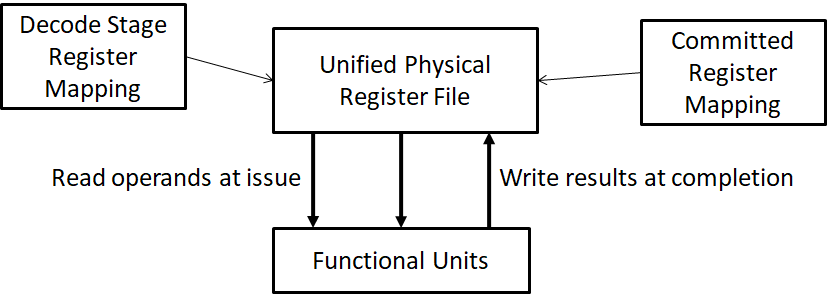 Decode Stage
Register
Mapping
Unified Physical
Register File
Committed
Register
Mapping
Read operands at issue
Write results at completion
Functional Units